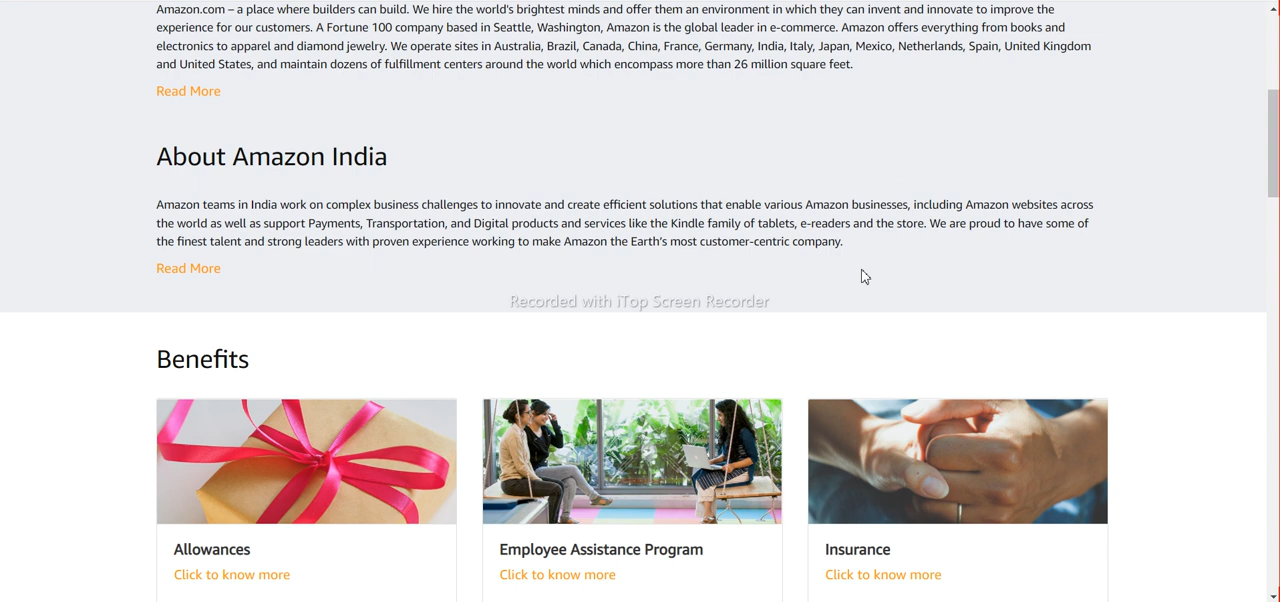 Amazon.com – a place where builders can build. We hire the world's brightest minds and offer them an environment in which they can invent and innovate to improve the
experience for our customers. A Fortune 100 company based in Seattle, Washington, Amazon is the global leader in e-commerce. Amazon offers everything from books and
electronics to apparel and diamond jewelry. We operate sites in Australia, Brazil, Canada, China, France, Germany, India, Italy, Japan, Mexico, Netherlands, Spain, United Kingdom
and United States, and maintain dozens of fulfillment centers around the world which encompass more than 26 million square feet.
Read More
About Amazon India
Amazon teams in India work on complex business challenges to innovate and create efficient solutions that enable various Amazon businesses, including Amazon websites across
the world as well as support Payments, Transportation, and Digital products and services like the Kindle family of tablets, e-readers and the store. We are proud to have some of
the finest talent and strong leaders with proven experience working to make Amazon the Earth's most customer-centric company.
Read More
Recorded with iTop Screen Recorder
Benefits
Allowances
Click to know more
Employee Assistance Program
Click to know more
Insurance
Click to know more